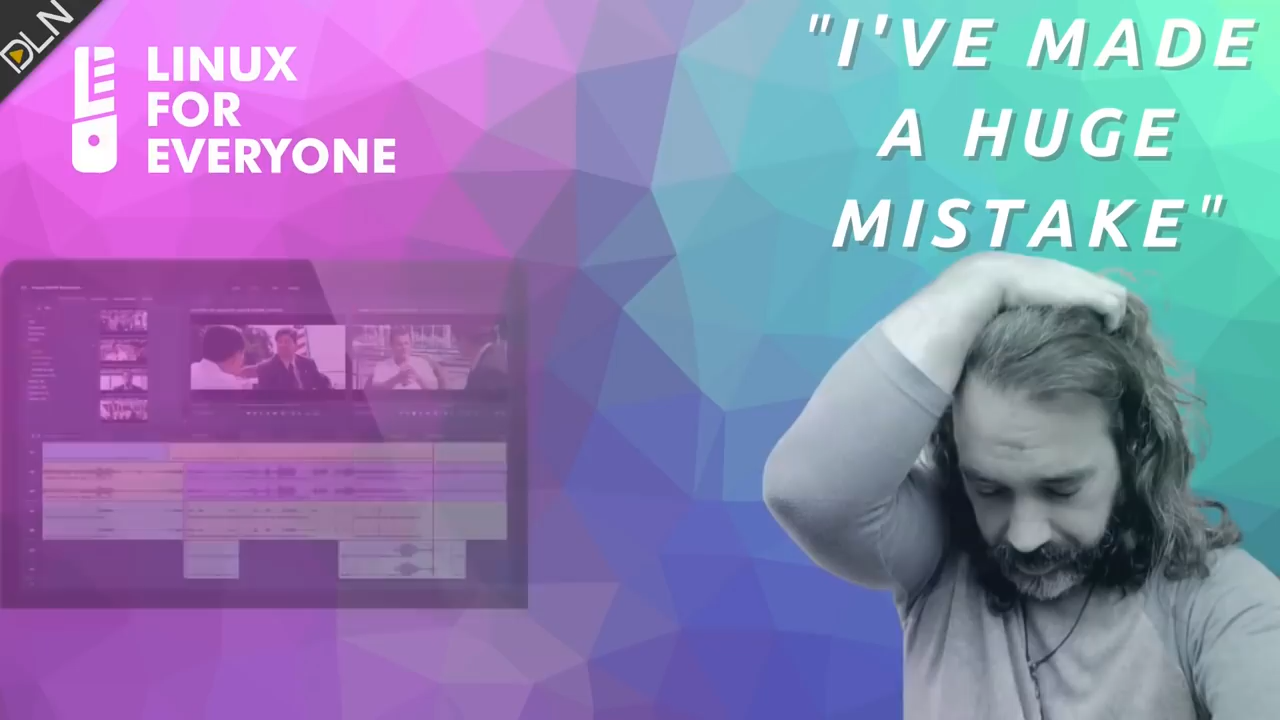 DLN
LINUX
FOR
EVERYONE
"I'VE MADE
A HUGE
MISTAKE"